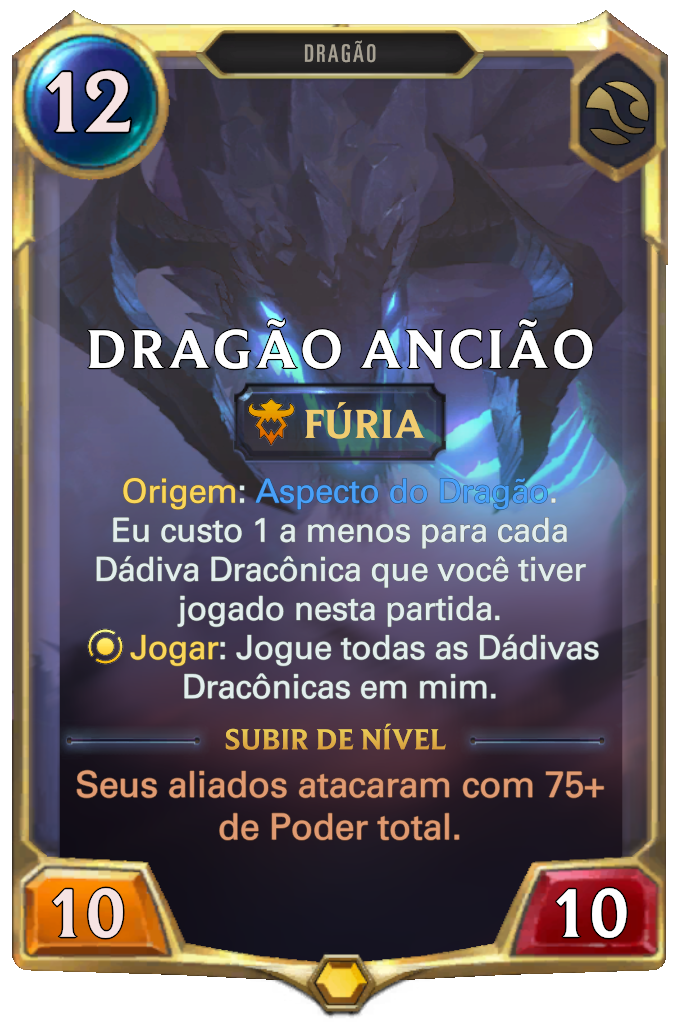 DRAGÃO
12
DRAGÃO ANCIÃO
FÚRIA
Origem: Aspecto do Dragão.
Eu custo 1 a menos para cada
Dádiva Dracônica que você tiver
jogado nesta partida.
Jogar: Jogue todas as Dádivas
Dracônicas em mim.
SUBIR DE NÍVEL
Seus aliados atacaram com 75+
de Poder total.
10
10